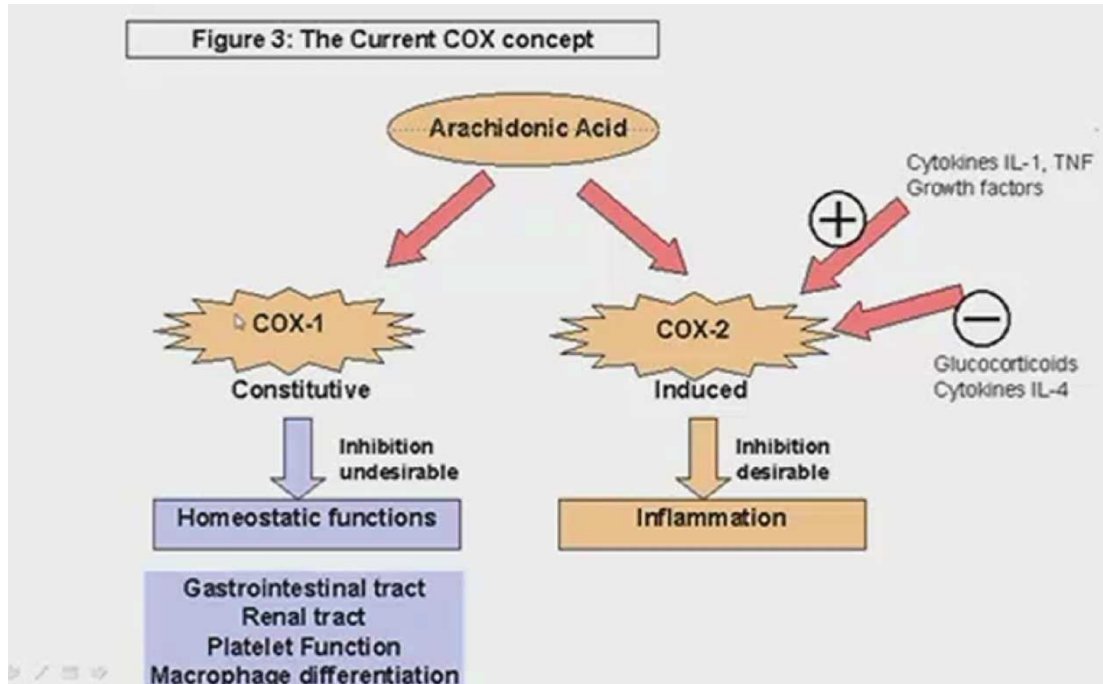 Figure 3: The Current COX concept
Arachidonic Acid
Cytokines IL-1, TNF
Growth factors
+
−
Glucocorticoids
Cytokines IL-4
COX-1
Constitutive
COX-2
Induced
Inhibition
undesirable
Inhibition
desirable
Homeostatic functions
Inflammation
Gastrointestinal tract
Renal tract
Platelet Function
Macrophage differentiation